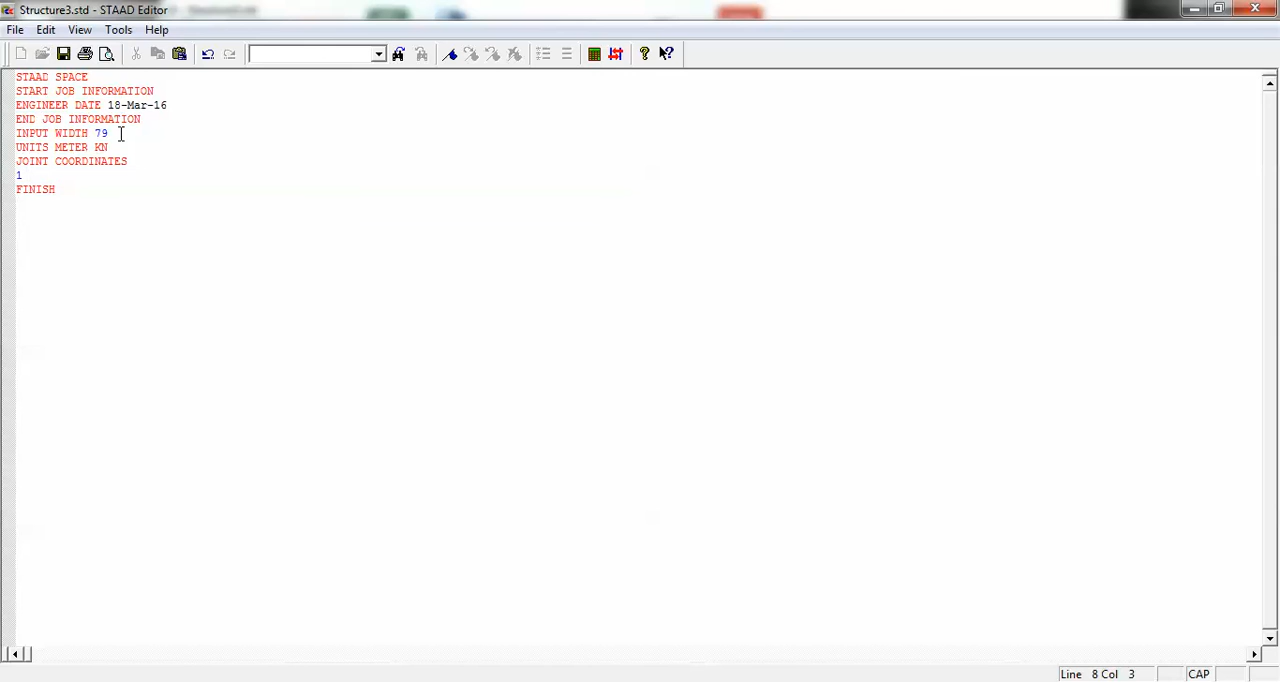 Structure3.std - STAAD Editor
File Edit View Tools Help
STAAD SPACE
START JOB INFORMATION
ENGINEER DATE 18-Mar-16
END JOB INFORMATION
INPUT WIDTH 79
UNITS METER KN
JOINT COORDINATES
1
FINISH
Line 8 Col 3 CAP